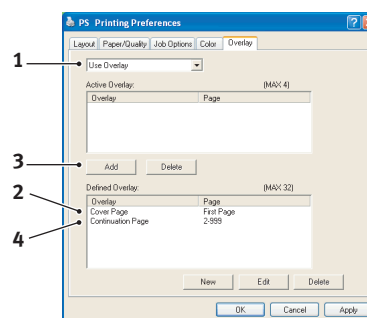 PS Printing Preferences
Layout Paper/Quality Job Options Color Overlay
1 Use Overlay
Active Overlay: (MAX 4)
Overlay Page
3 Add Delete
Defined Overlay: (MAX 32)
Overlay Page
2 Cover Page First Page
4 Continuation Page 2-999
New Edit Delete
OK Cancel Apply